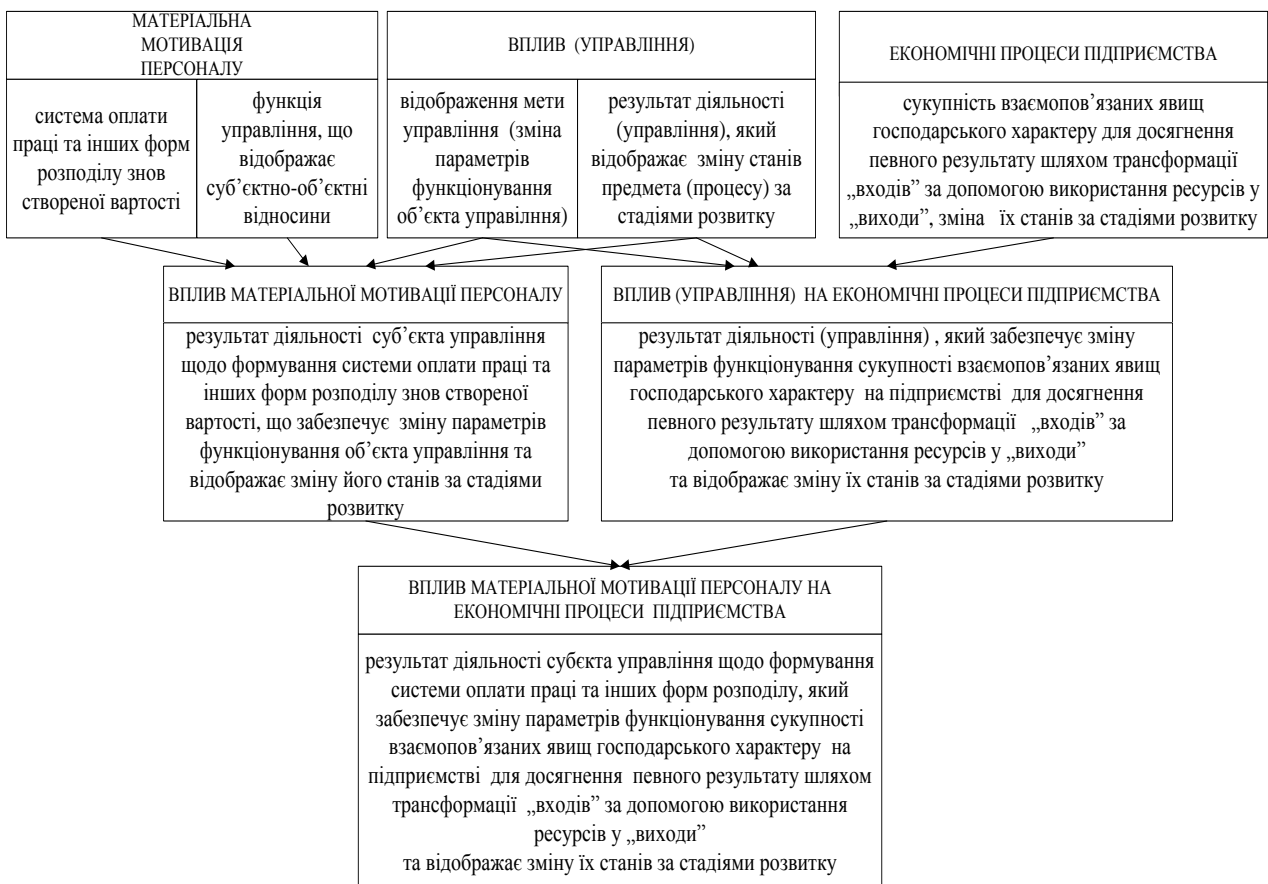 МАТЕРІАЛЬНА
МОТИВАЦІЯ
ПЕРСОНАЛУ
система оплати
праці та інших форм
розподілу знов
створеної вартості
функція
управління, що
відображає
суб’єктно-об’єктні
відносини
ВПЛИВ (УПРАВЛІННЯ)
відображення мети
управління (зміна
параметрів
функціонування
об’єкта управілння)
результат діяльності
(управління), який
відображає зміну станів
предмета (процесу) за
стадіями розвитку
ЕКОНОМІЧНІ ПРОЦЕСИ ПІДПРИЄМСТВА
сукупність взаємопов’язаних явищ
господарського характеру для досягнення
певного результату шляхом трансформації
„входів” за допомогою використання ресурсів у
„виходи”, зміна їх станів за стадіями розвитку
ВПЛИВ МАТЕРІАЛЬНОЇ МОТИВАЦІЇ ПЕРСОНАЛУ
результат діяльності суб’єкта управління
щодо формування системи оплати праці та
інших форм розподілу знов створеної
вартості, що забезпечує зміну параметрів
функціонування об’єкта управління та
відображає зміну його станів за стадіями
розвитку
ВПЛИВ (УПРАВЛІННЯ) НА ЕКОНОМІЧНІ ПРОЦЕСИ ПІДПРИЄМСТВА
результат діяльності (управління) , який забезпечує зміну
параметрів функціонування сукупності взаємопов’язаних явищ
господарського характеру на підприємстві для досягнення
певного результату шляхом трансформації „входів” за
допомогою використання ресурсів у „виходи”
та відображає зміну їх станів за стадіями розвитку
ВПЛИВ МАТЕРІАЛЬНОЇ МОТИВАЦІЇ ПЕРСОНАЛУ НА
ЕКОНОМІЧНІ ПРОЦЕСИ ПІДПРИЄМСТВА
результат діяльності субєкта управління щодо формування
системи оплати праці та інших форм розподілу, який
забезпечує зміну параметрів функціонування сукупності
взаємопов’язаних явищ господарського характеру на
підприємстві для досягнення певного результату шляхом
трансформації „входів” за допомогою використання
ресурсів у „виходи”
та відображає зміну їх станів за стадіями розвитку